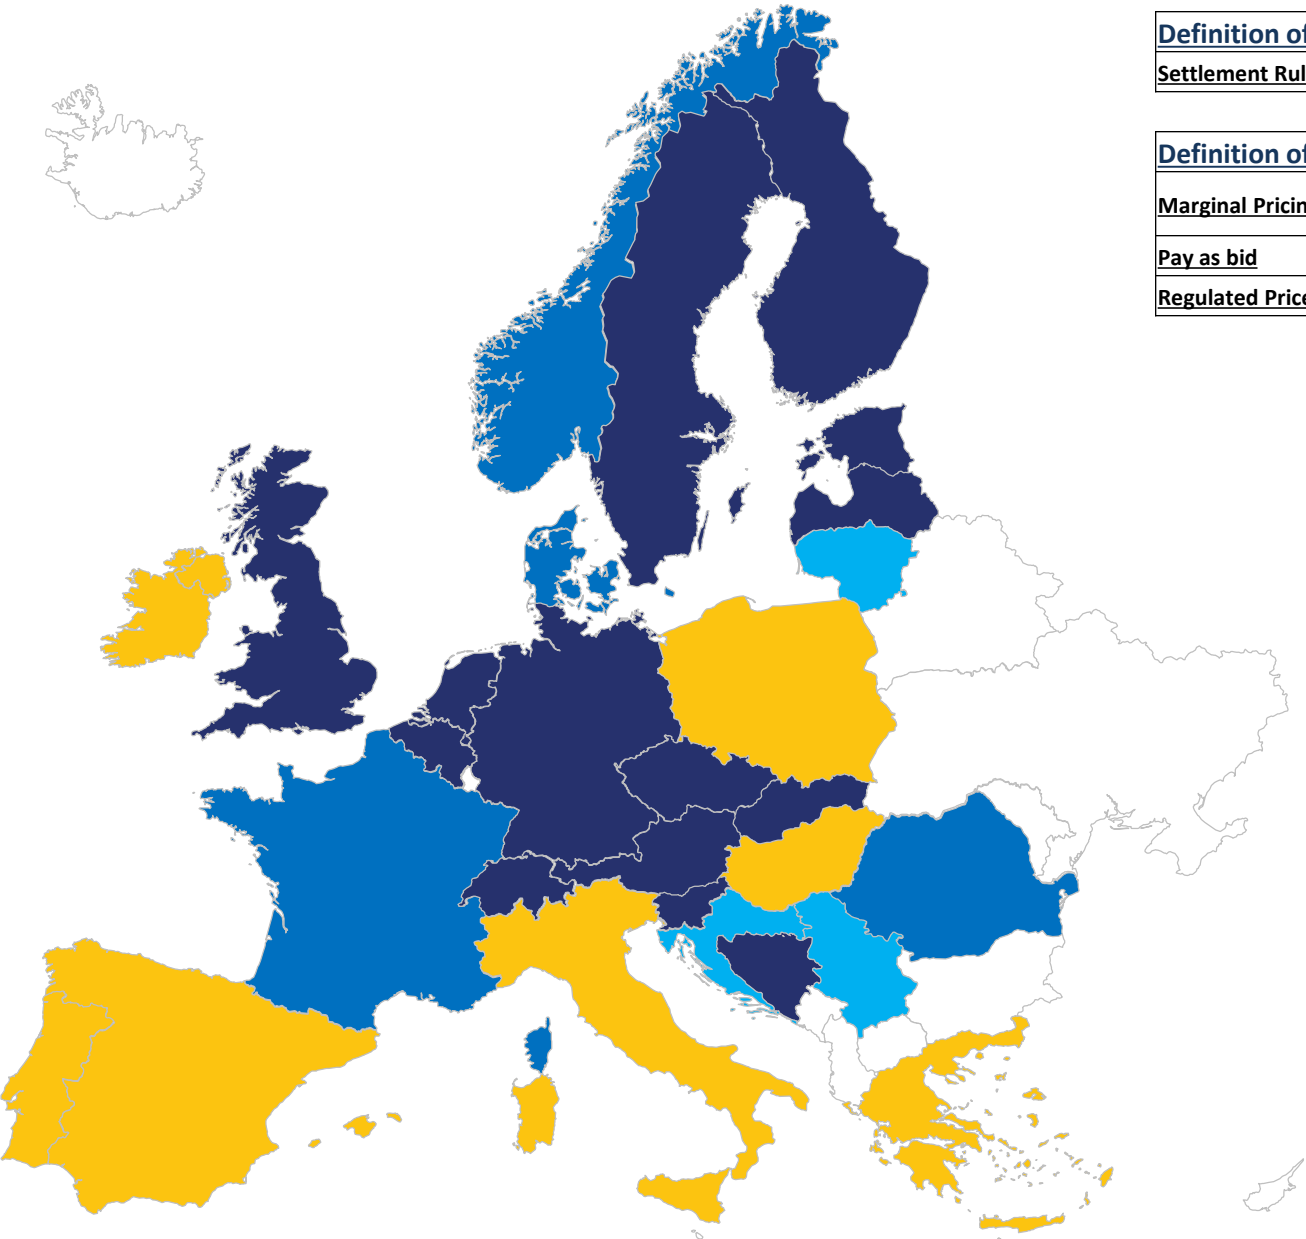 Definition of
Settlement Rul
Definition of
Marginal Pricin
Pay as bid
Regulated Price